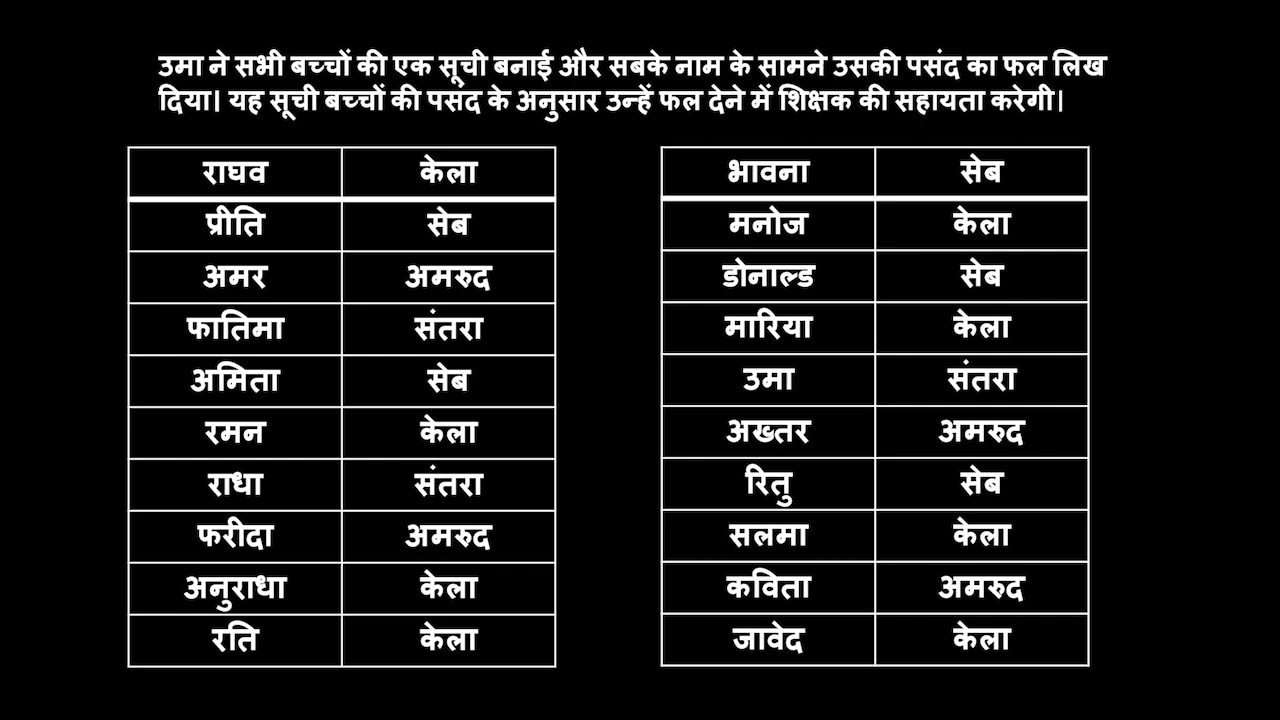 उमा ने सभी बच्चों की एक सूची बनाई और सबके नाम के सामने उसकी पसंद का फल लिख
दिया। यह सूची बच्चों की पसंद के अनुसार उन्हें फल देने में शिक्षक की सहायता करेगी।
राघव केला
प्रीति सेब
अमर अमरुद
फातिमा संतरा
अमिता सेब
रमन केला
राधा संतरा
फरीदा अमरुद
अनुराधा केला
रति केला
भावना सेब
मनोज केला
डोनाल्ड सेब
मारिया केला
उमा संतरा
अख्तर अमरुद
रितु सेब
सलमा केला
कविता अमरुद
जावेद केला